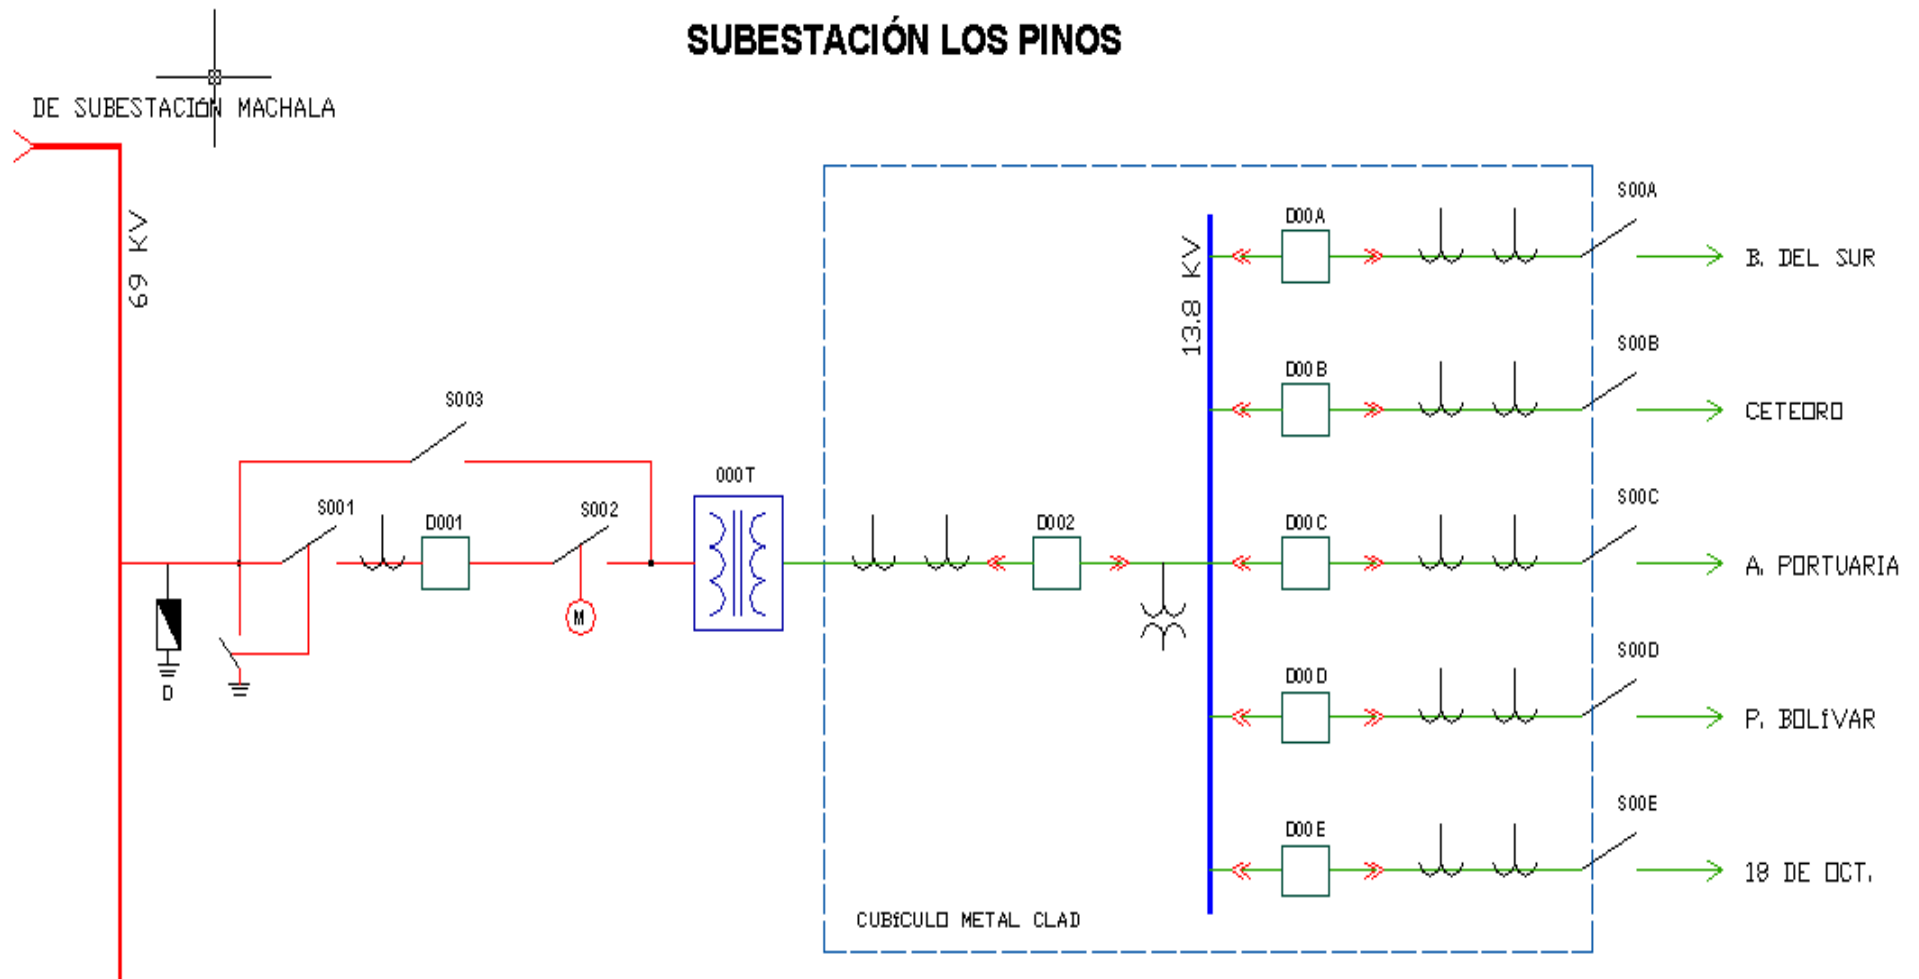 SUBESTACIÓN LOS PINOS
DE SUBESTACIóN MACHALA
69 KV
S003
S001
D001
S002
M
D
000T
D002
13.8 KV
D00A
S00A
B. DEL SUR
D00B
S00B
CETEORO
D00C
S00C
A. PORTUARIA
D00D
S00D
P. BOLíVAR
D00E
S00E
18 DE OCT.
CUBíCULO METAL CLAD